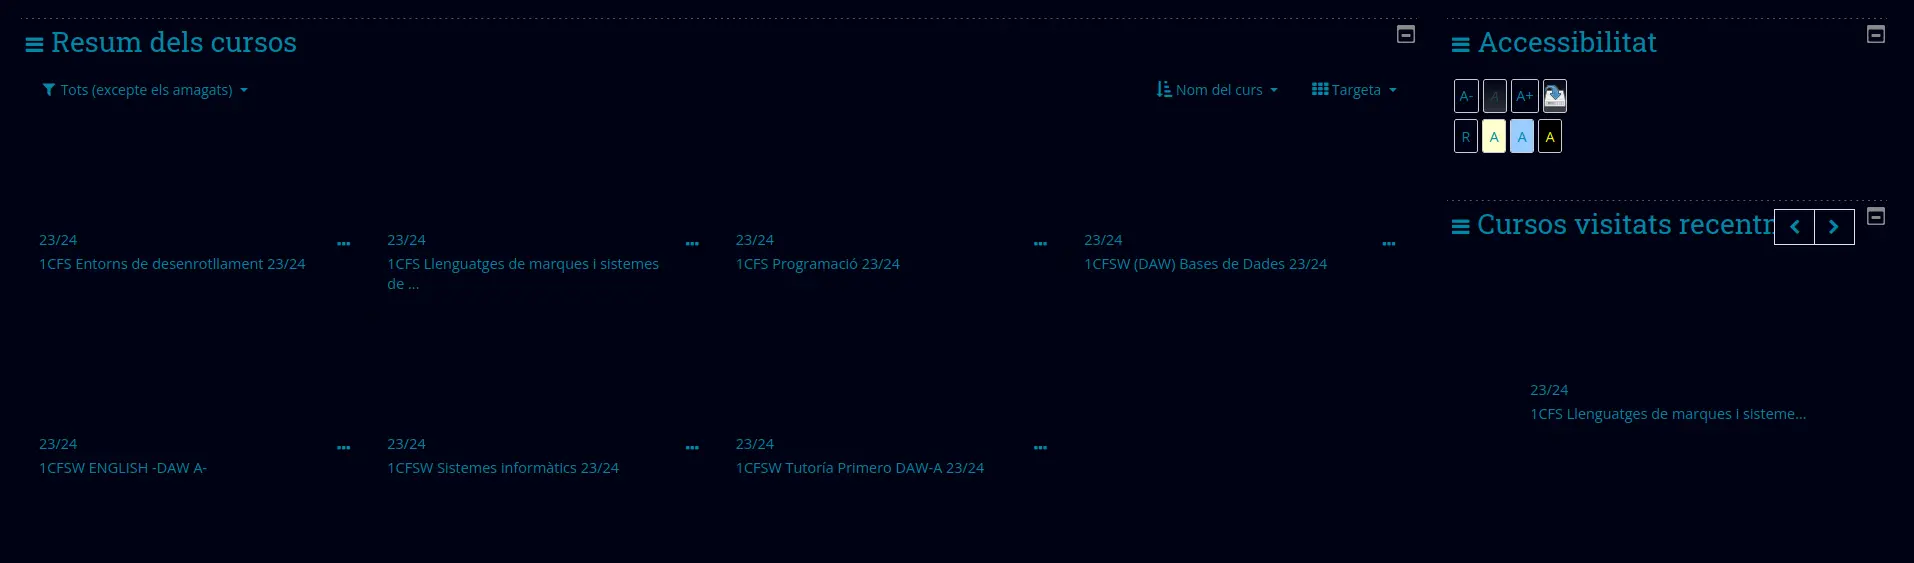 Resum dels cursos
Tots (excepte els amagats)
Nom del curs
Targeta
23/24
1CFS Entorns de desenrotllament 23/24
23/24
1CFS Llenguatges de marques i sistemes
de ...
23/24
1CFS Programació 23/24
23/24
1CFSW (DAW) Bases de Dades 23/24
23/24
1CFSW ENGLISH -DAW A-
23/24
1CFSW Sistemes informàtics 23/24
23/24
1CFSW Tutoría Primero DAW-A 23/24
Accessibilitat
A- A A+
R A A A
Cursos visitats recentr
23/24
1CFS Llenguatges de marques i sisteme...